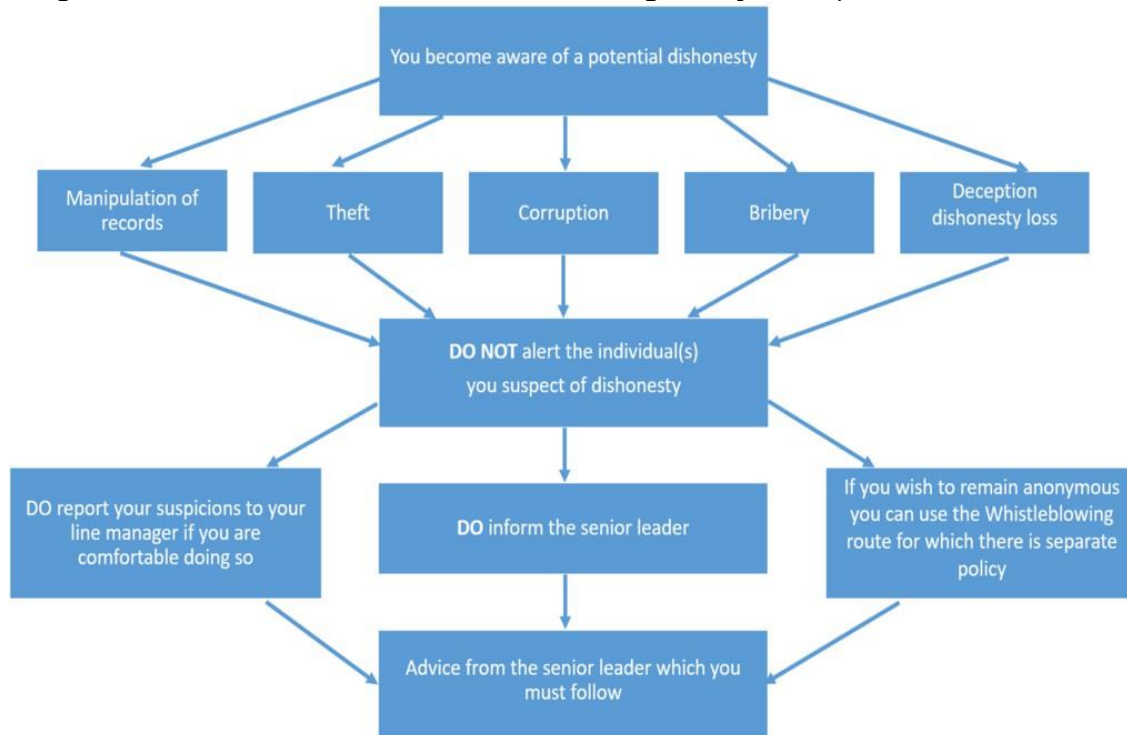 You become aware of a potential dishonesty
Manipulation of
records
Theft
Corruption
Bribery
Deception
dishonesty loss
DO NOT alert the individual(s)
you suspect of dishonesty
DO report your suspicions to your
line manager if you are
comfortable doing so
DO inform the senior leader
If you wish to remain anonymous
you can use the Whistleblowing
route for which there is separate
policy
Advice from the senior leader which you
must follow